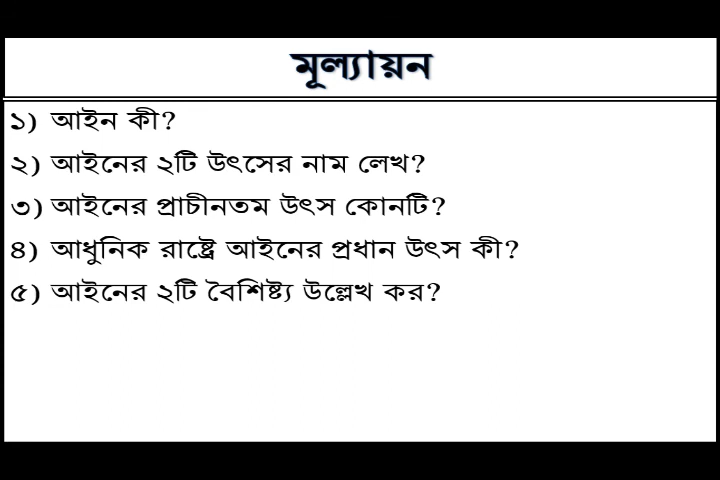 মূল্যায়ন
১) আইন কী?
২) আইনের ২টি উৎসের নাম লেখ?
৩) আইনের প্রাচীনতম উৎস কোনটি?
৪) আধুনিক রাষ্ট্রে আইনের প্রধান উৎস কী?
৫) আইনের ২টি বৈশিষ্ট্য উল্লেখ কর?